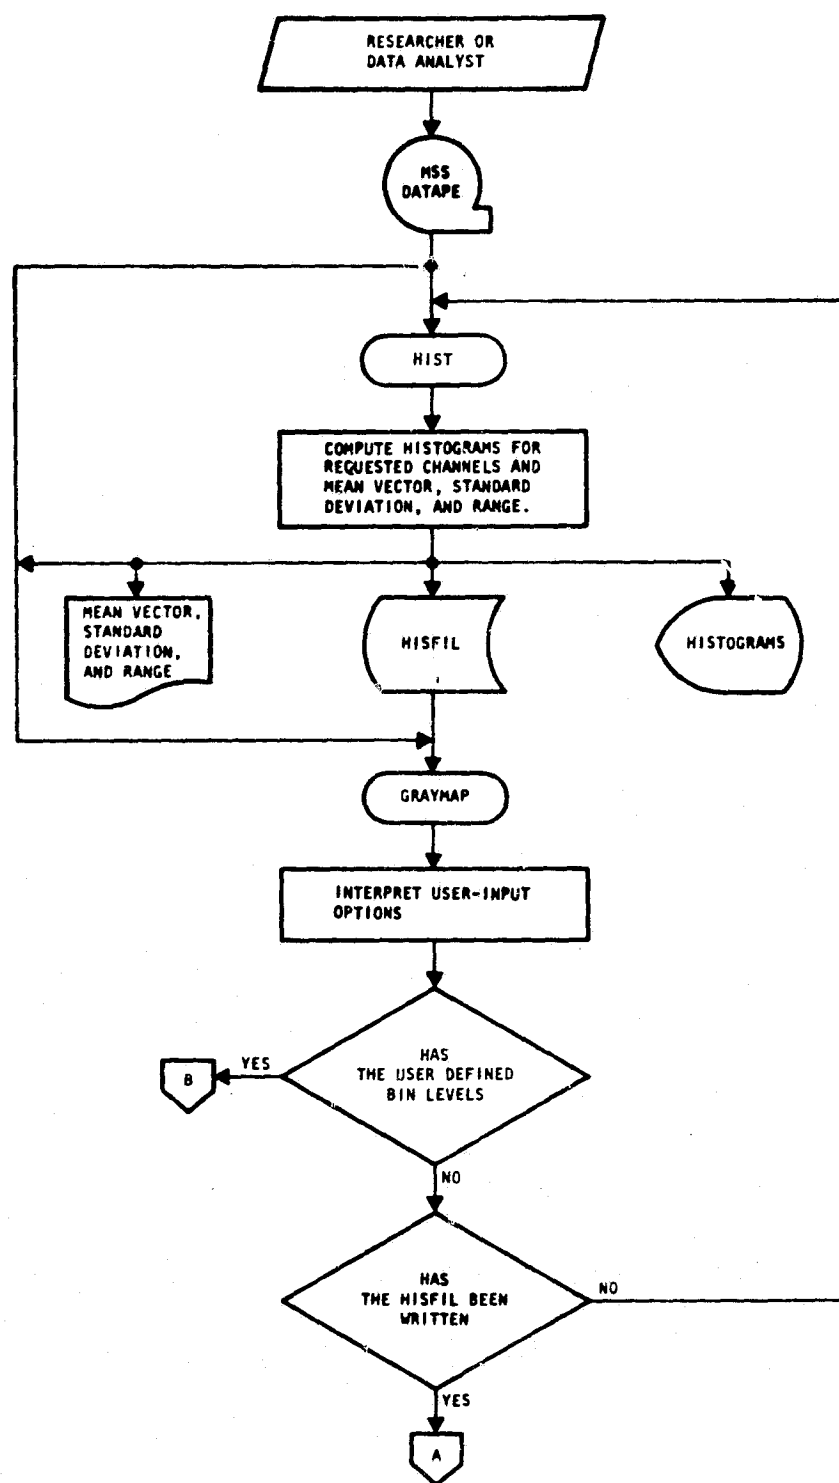 RESEARCHER OR
DATA ANALYST
MSS
DATAPE
HIST
COMPUTE HISTOGRAMS FOR
REQUESTED CHANNELS AND
MEAN VECTOR, STANDARD
DEVIATION, AND RANGE.
MEAN VECTOR,
STANDARD
DEVIATION,
AND RANGE
HISFIL
HISTOGRAMS
GRAYMAP
INTERPRET USER-INPUT
OPTIONS
HAS
THE USER DEFINED
BIN LEVELS
YES
B
NO
HAS
THE HISFIL BEEN
WRITTEN
NO
YES
A